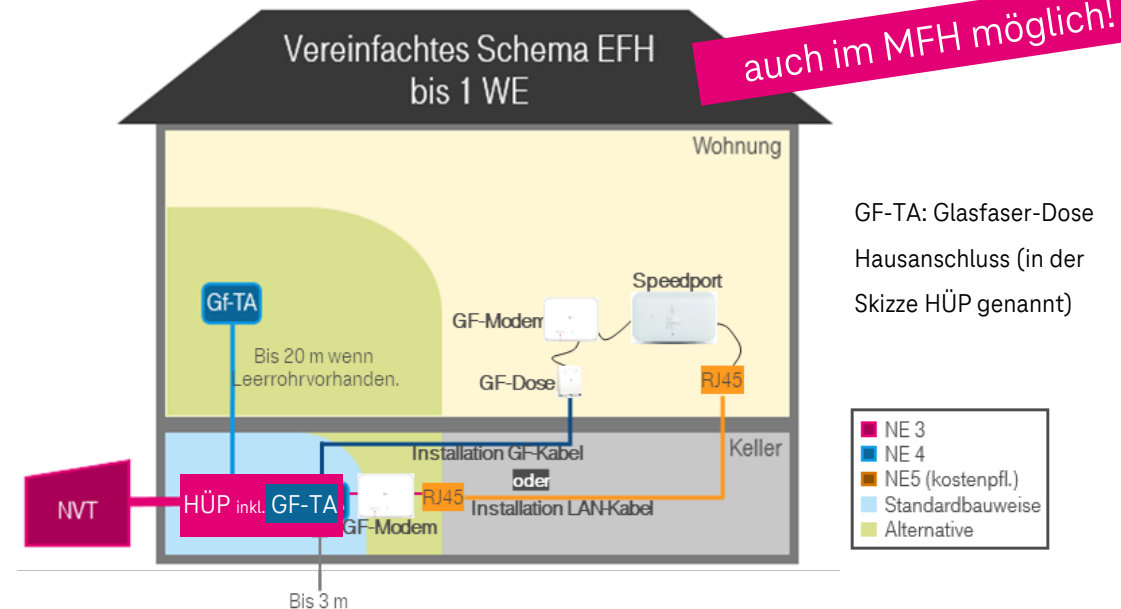 Vereinfachtes Schema EFH
bis 1 WE
auch im MFH möglich!
Wohnung
GF-TA: Glasfaser-Dose
Hausanschluss (in der
Skizze HÜP genannt)
Speedport
Gf-TA
GF-Modem
Bis 20 m wenn
Leerrohrvorhanden.
GF-Dose
RJ45
Installation GF-Kabel
Keller
oder
NVT
HÜP inkl. GF-TA
RJ45
Installation LAN-Kabel
GF-Modem
Bis 3 m
NE 3
NE 4
NE5 (kostenpfl.)
Standardbauweise
Alternative